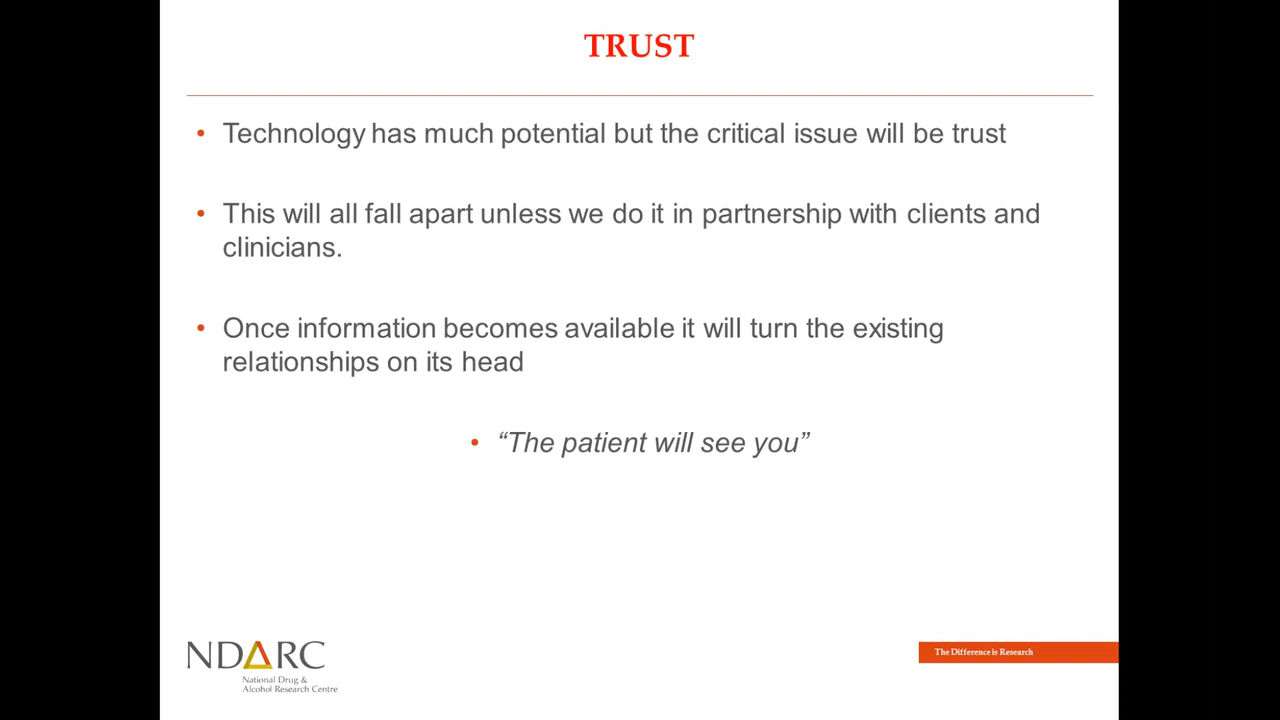 TRUST
• Technology has much potential but the critical issue will be trust
• This will all fall apart unless we do it in partnership with clients and
clinicians.
• Once information becomes available it will turn the existing
relationships on its head
• “The patient will see you”
NDARC
National Drug &
Alcohol Research Centre
The Difference is Research